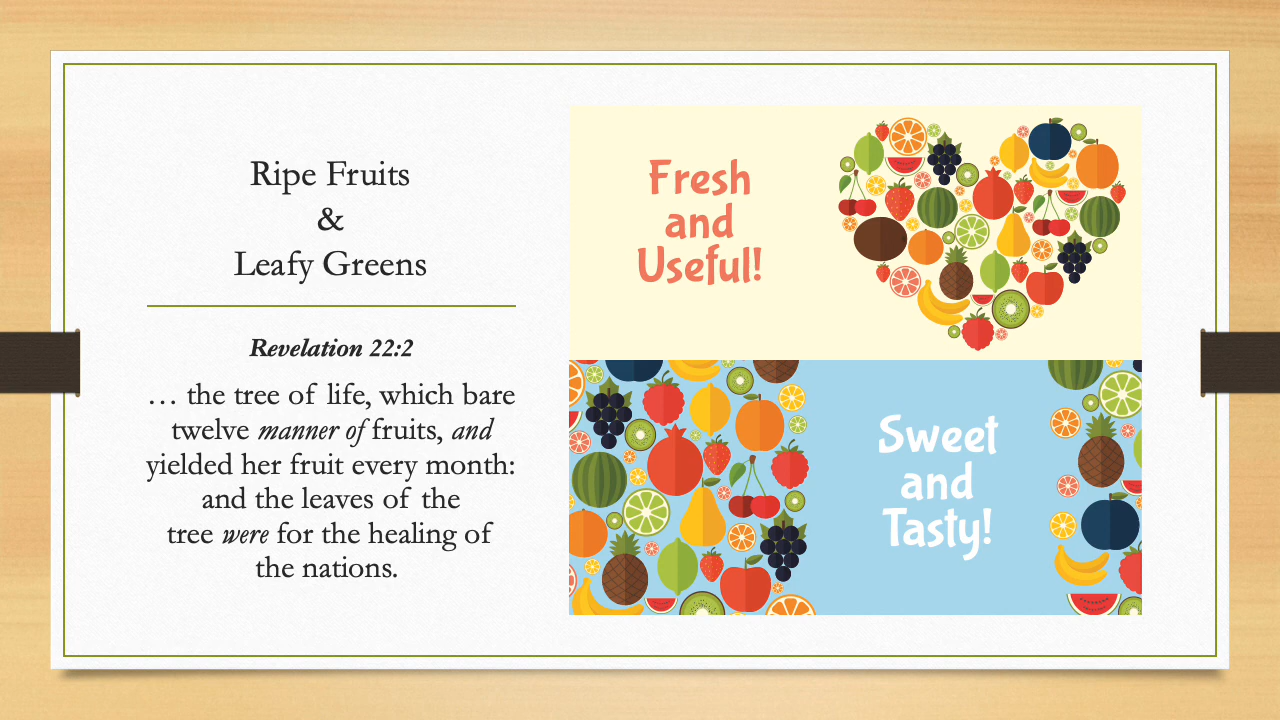 Ripe Fruits
&
Leafy Greens
Revelation 22:2
… the tree of life, which bare
twelve manner of fruits, and
yielded her fruit every month:
and the leaves of the
tree were for the healing of
the nations.
Fresh
and
Useful!
Sweet
and
Tasty!